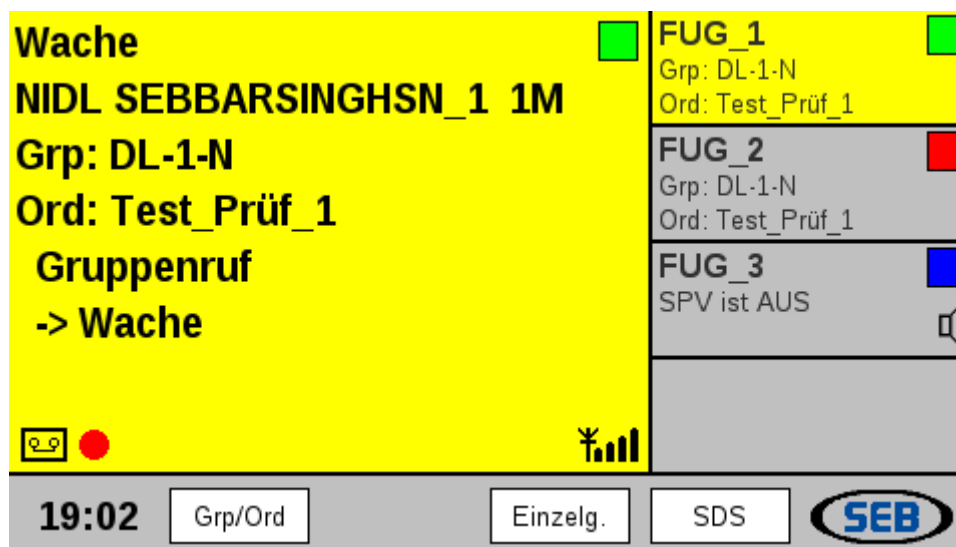 Wache
NIDL SEBBARSINGHSN_1 1M
Grp: DL-1-N
Ord: Test_Prüf_1
Gruppenruf
-> Wache
FUG_1
Grp: DL-1-N
Ord: Test_Prüf_1
FUG_2
Grp: DL-1-N
Ord: Test_Prüf_1
FUG_3
SPV ist AUS
19:02
Grp/Ord
Einzelg.
SDS
SEB